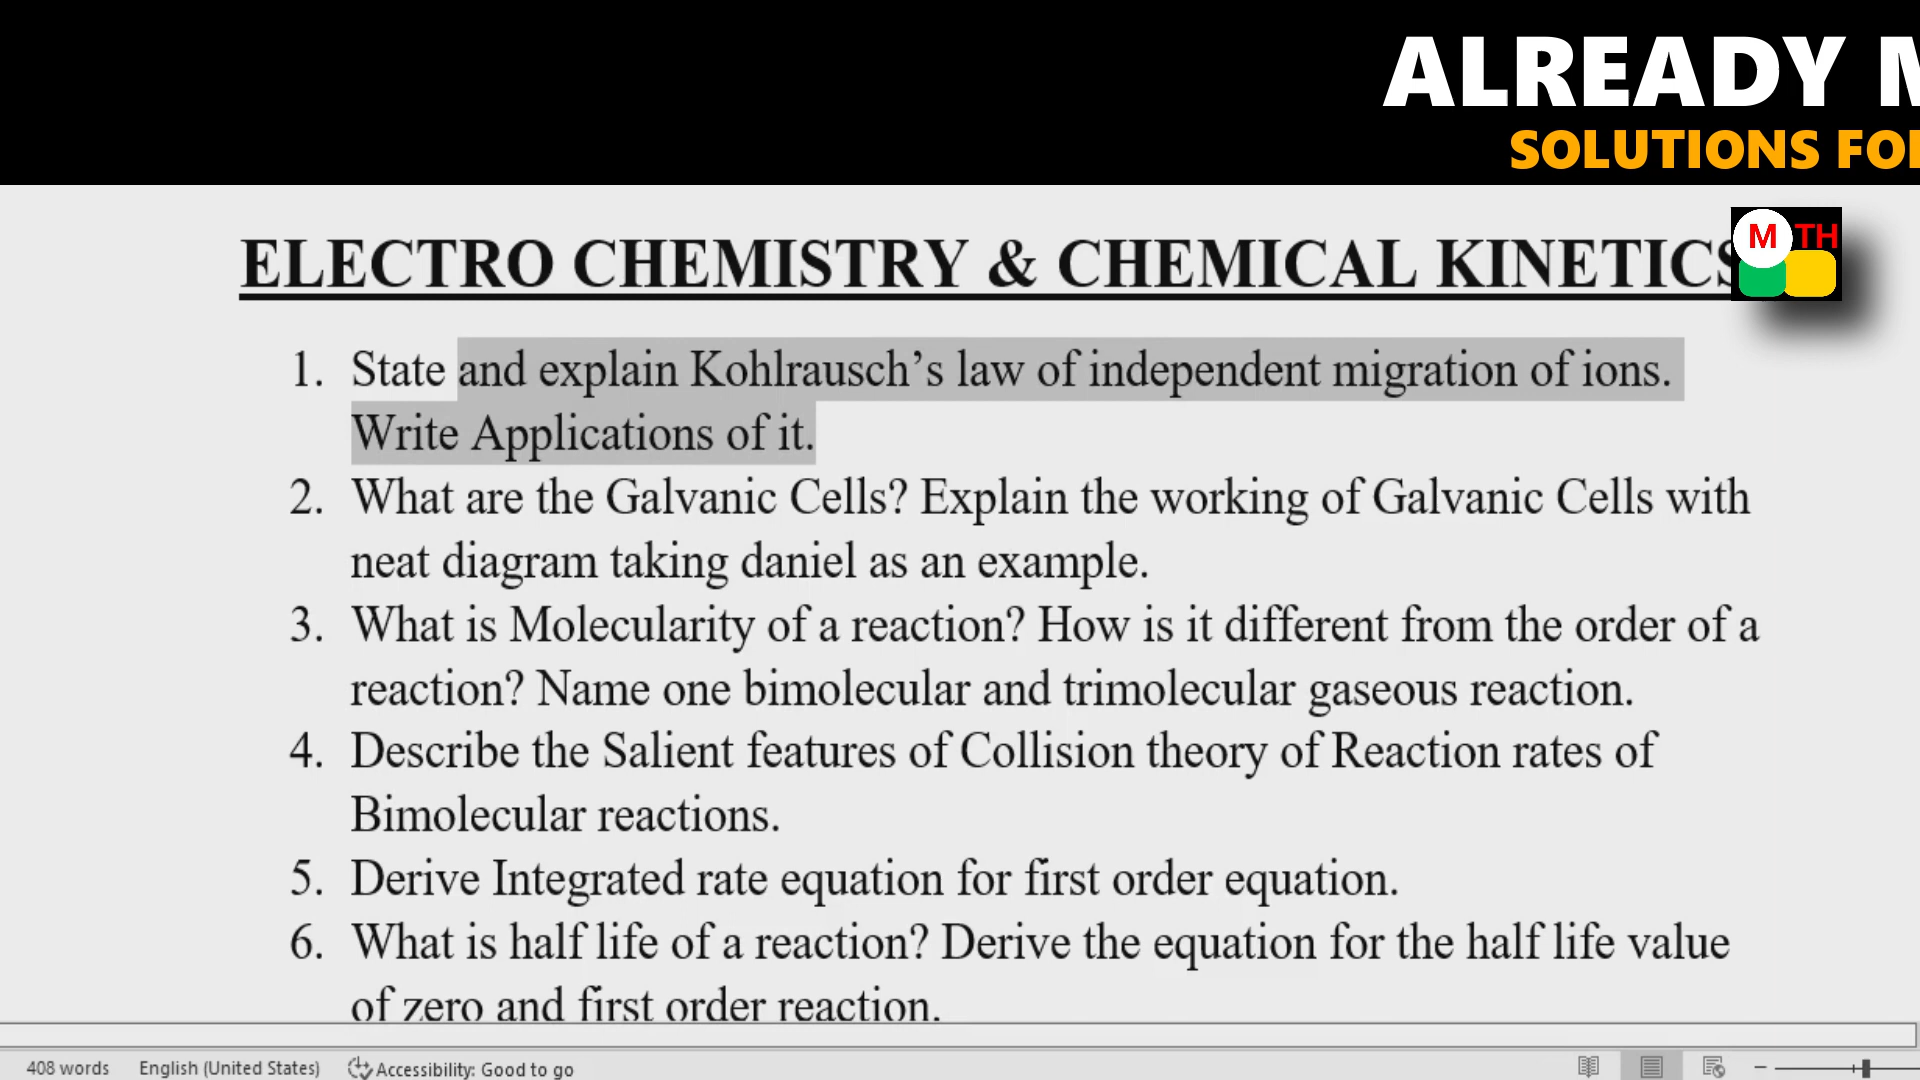 ALREADY
SOLUTIONS
ELECTRO CHEMISTRY & CHEMICAL KINETICS
M TH
1. State and explain Kohlrausch’s law of independent migration of ions.
Write Applications of it.
2. What are the Galvanic Cells? Explain the working of Galvanic Cells with
neat diagram taking daniel as an example.
3. What is Molecularity of a reaction? How is it different from the order of a
reaction? Name one bimolecular and trimolecular gaseous reaction.
4. Describe the Salient features of Collision theory of Reaction rates of
Bimolecular reactions.
5. Derive Integrated rate equation for first order equation.
6. What is half life of a reaction? Derive the equation for the half life value
of zero and first order reaction.
408 words English (United States) Accessibility: Good to go